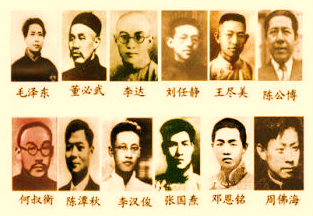 毛泽东 董必武 李达 刘仁静 王尽美 陈公博
何叔衡 陈潭秋 李汉俊 张国焘 邓恩铭 周佛海